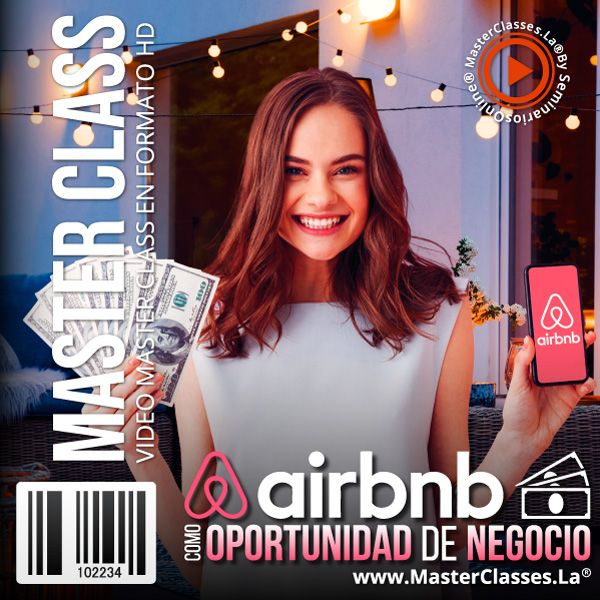 MASTER CLASS
VIDEO MASTER CLASS EN FORMATO HD
MasterClasses.La® By SeminariosOnline®
100
airbnb
airbnb
COMO OPORTUNIDAD DE NEGOCIO
www.MasterClasses.La®
102234